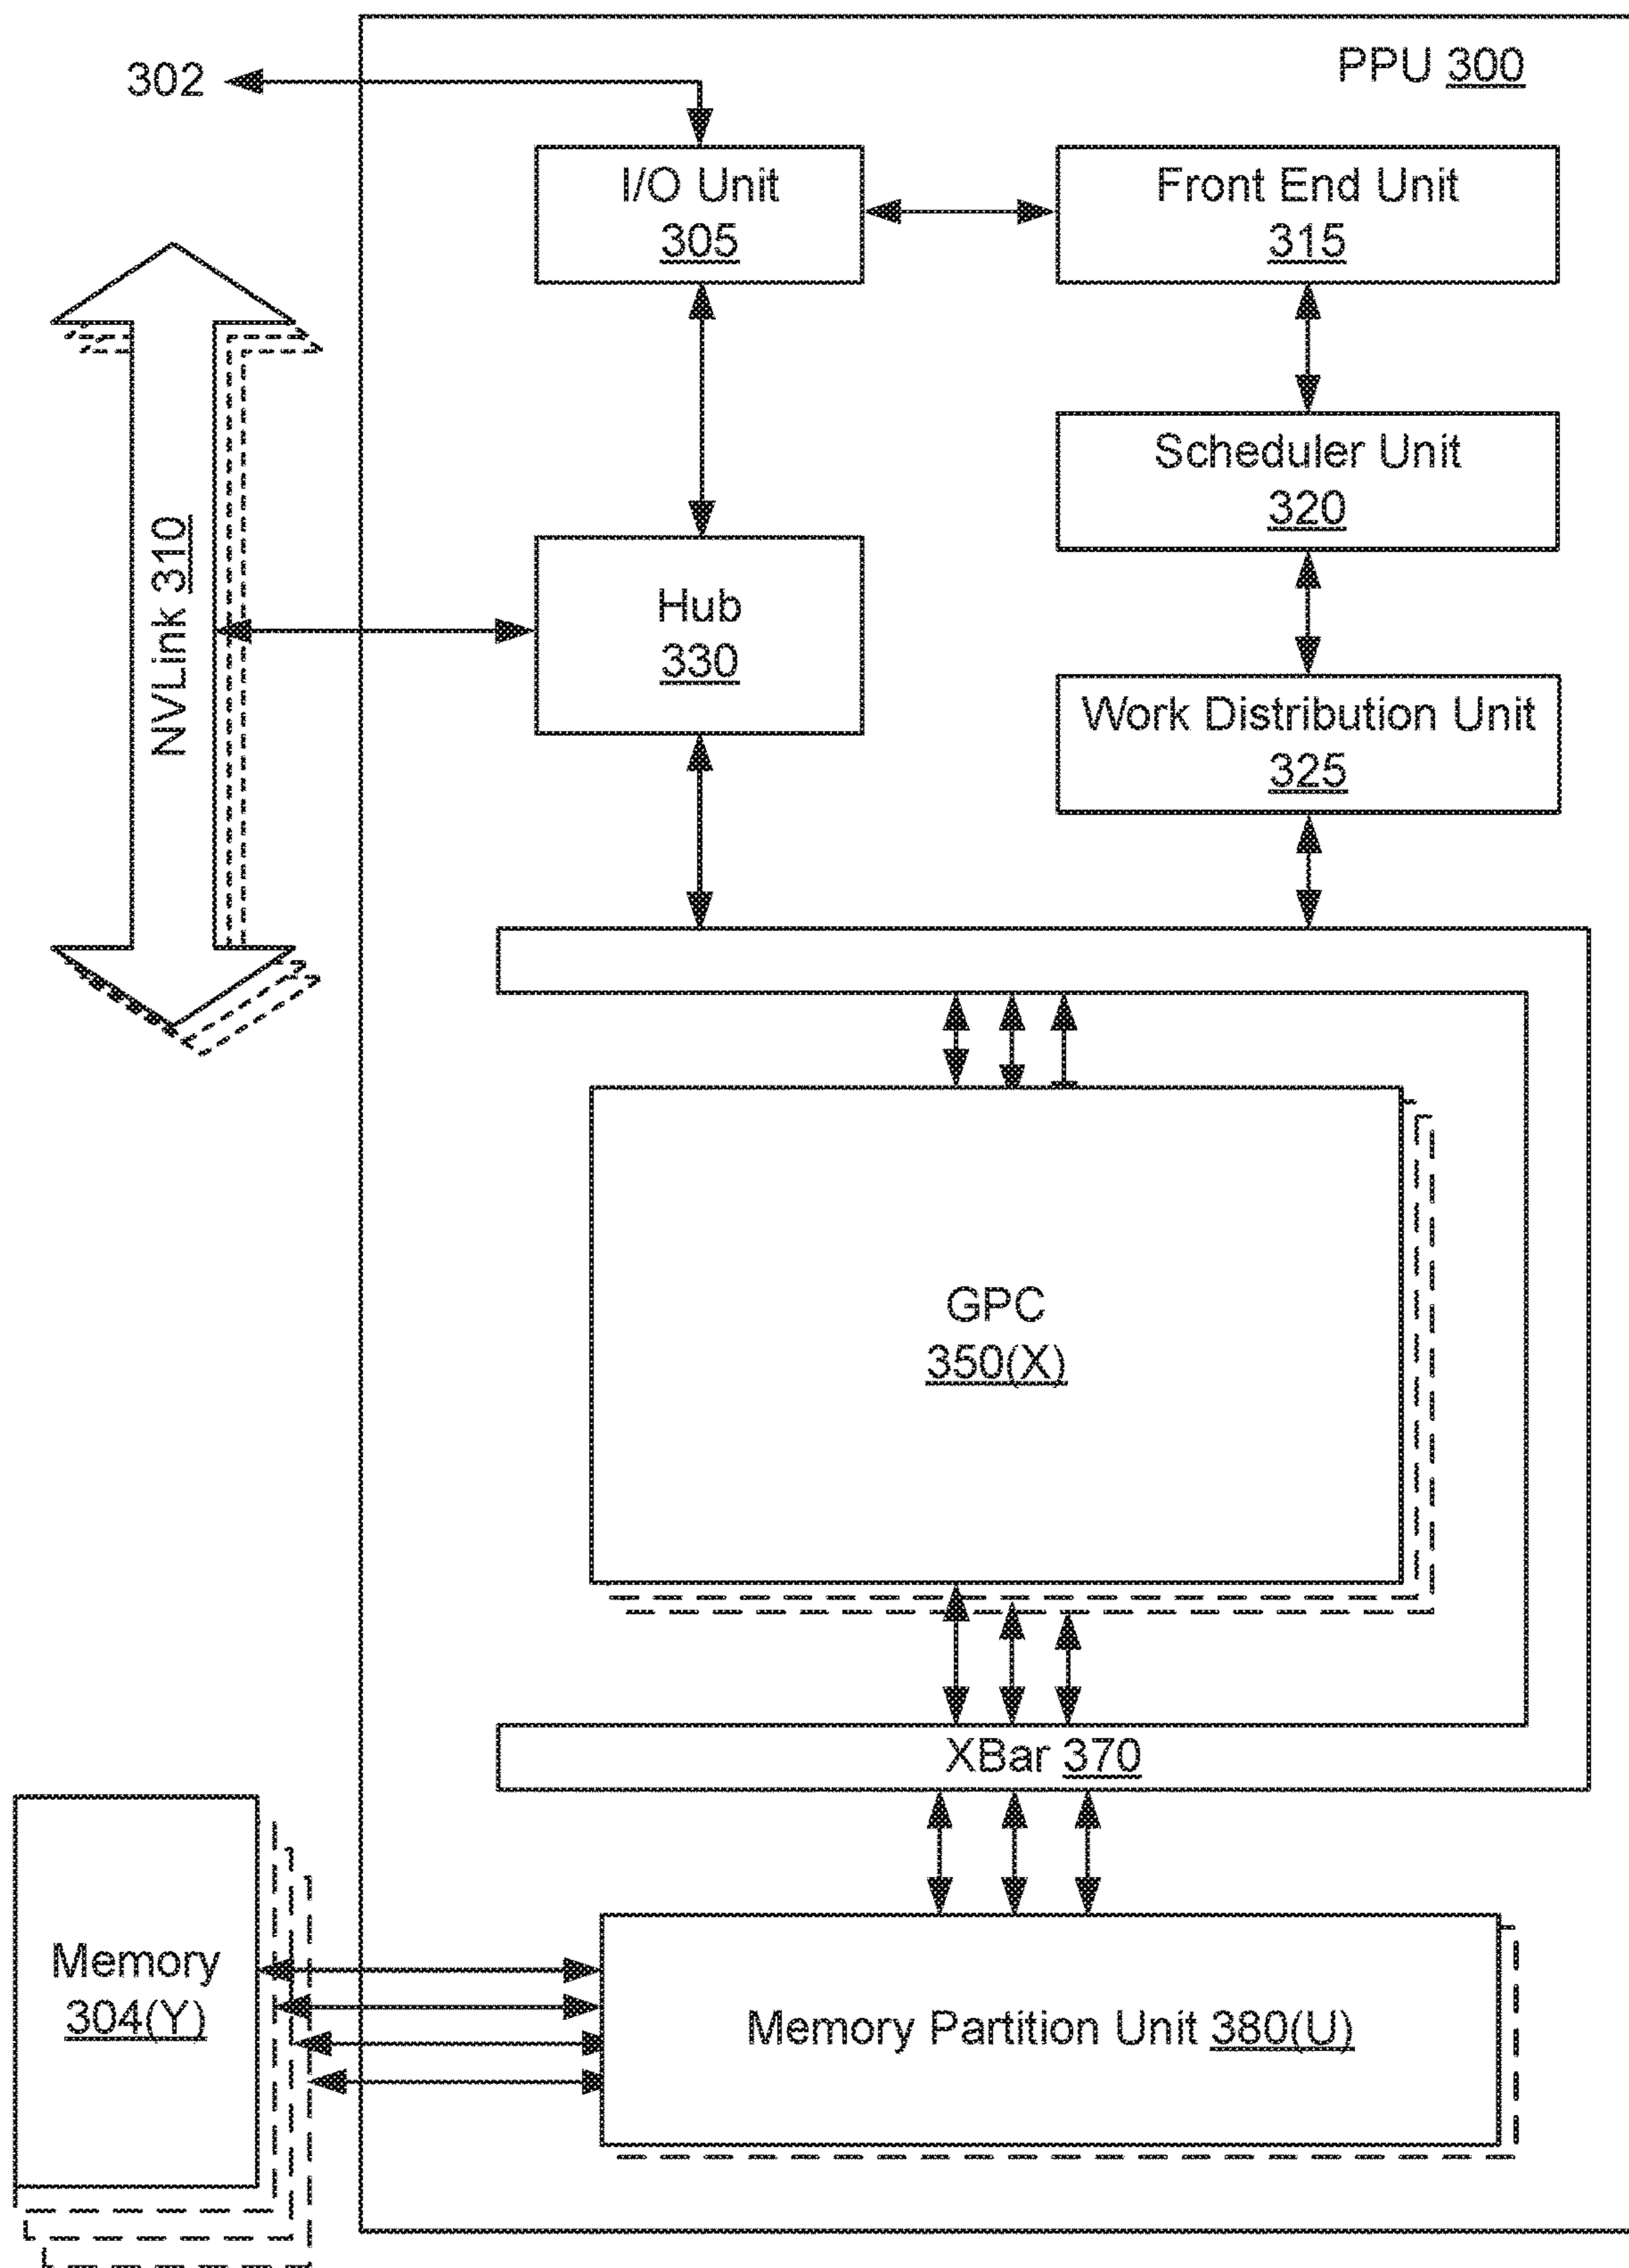 PPU 300
302
I/O Unit
305
Front End Unit
315
Scheduler Unit
320
NVLink 310
Hub
330
Work Distribution Unit
325
GPC
350(X)
XBar 370
Memory
304(Y)
Memory Partition Unit 380(U)